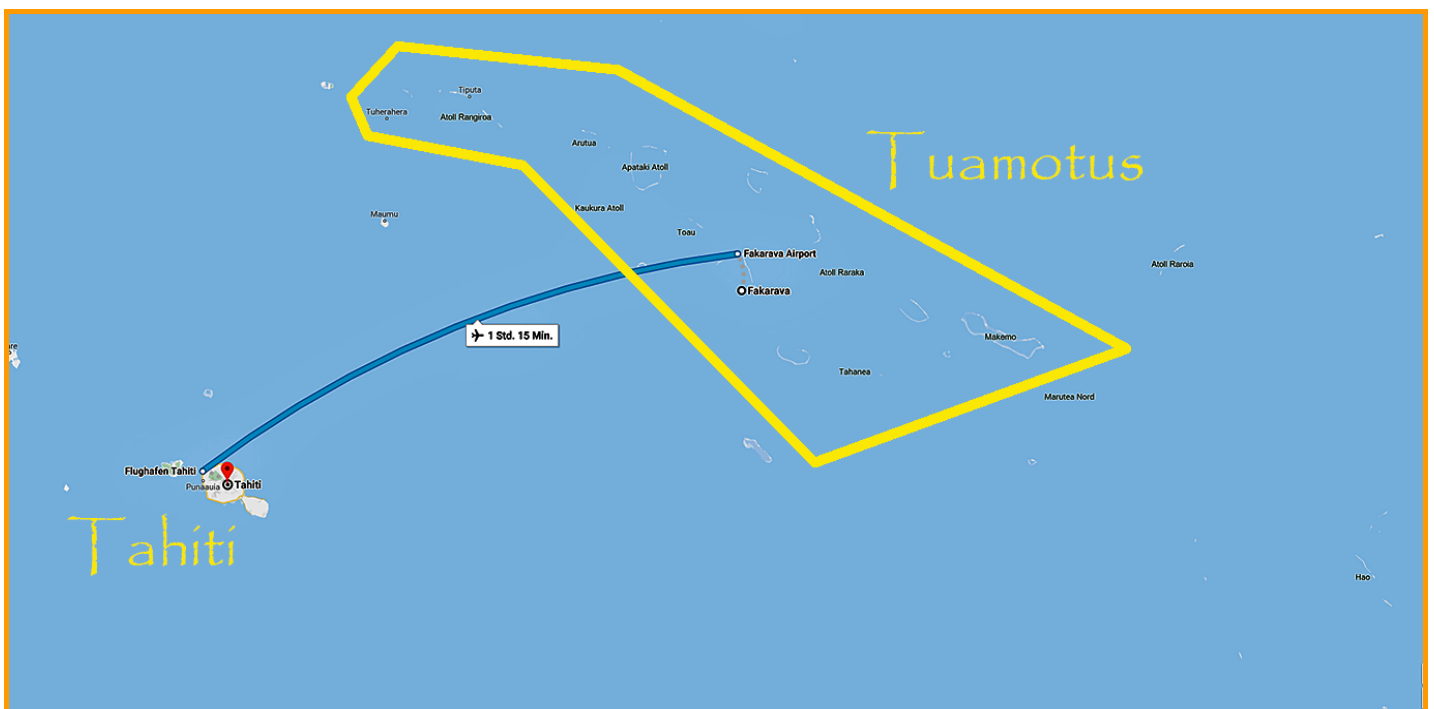 Tiputa
Tuherahera
Atoll Rangiroa
Arutua
Tuamotus
Apataki Atoll
Kaukura Atoll
Maumu
Toau
Fakarava Airport
Atoll Raroia
Atoll Raraka
Fakarava
1 Std. 15 Min.
Makemo
Tahanea
Marutea Nord
Flughafen Tahiti
Punaauia
Tahiti
Tahiti
Hao